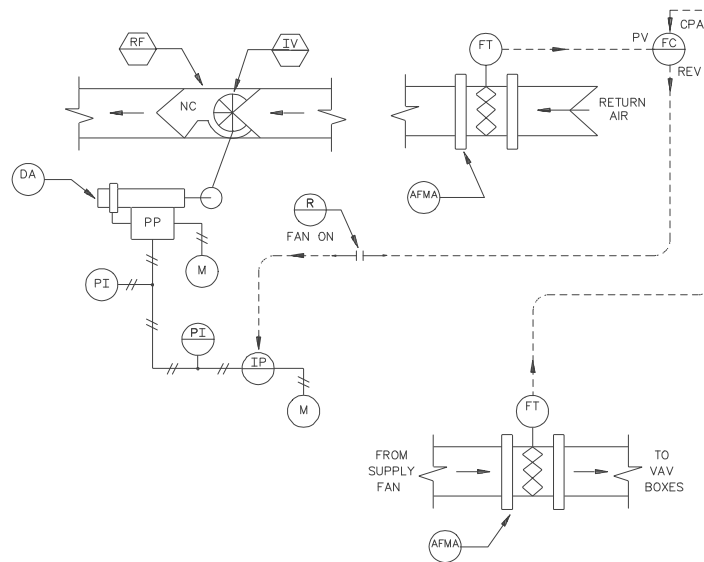 CPA
RF
IV
FT
PV
FC
REV
NC
RETURN
AIR
DA
AFMA
R
PP
FAN ON
M
PI
PI
IP
M
FT
FROM
SUPPLY
FAN
TO
VAV
BOXES
AFMA